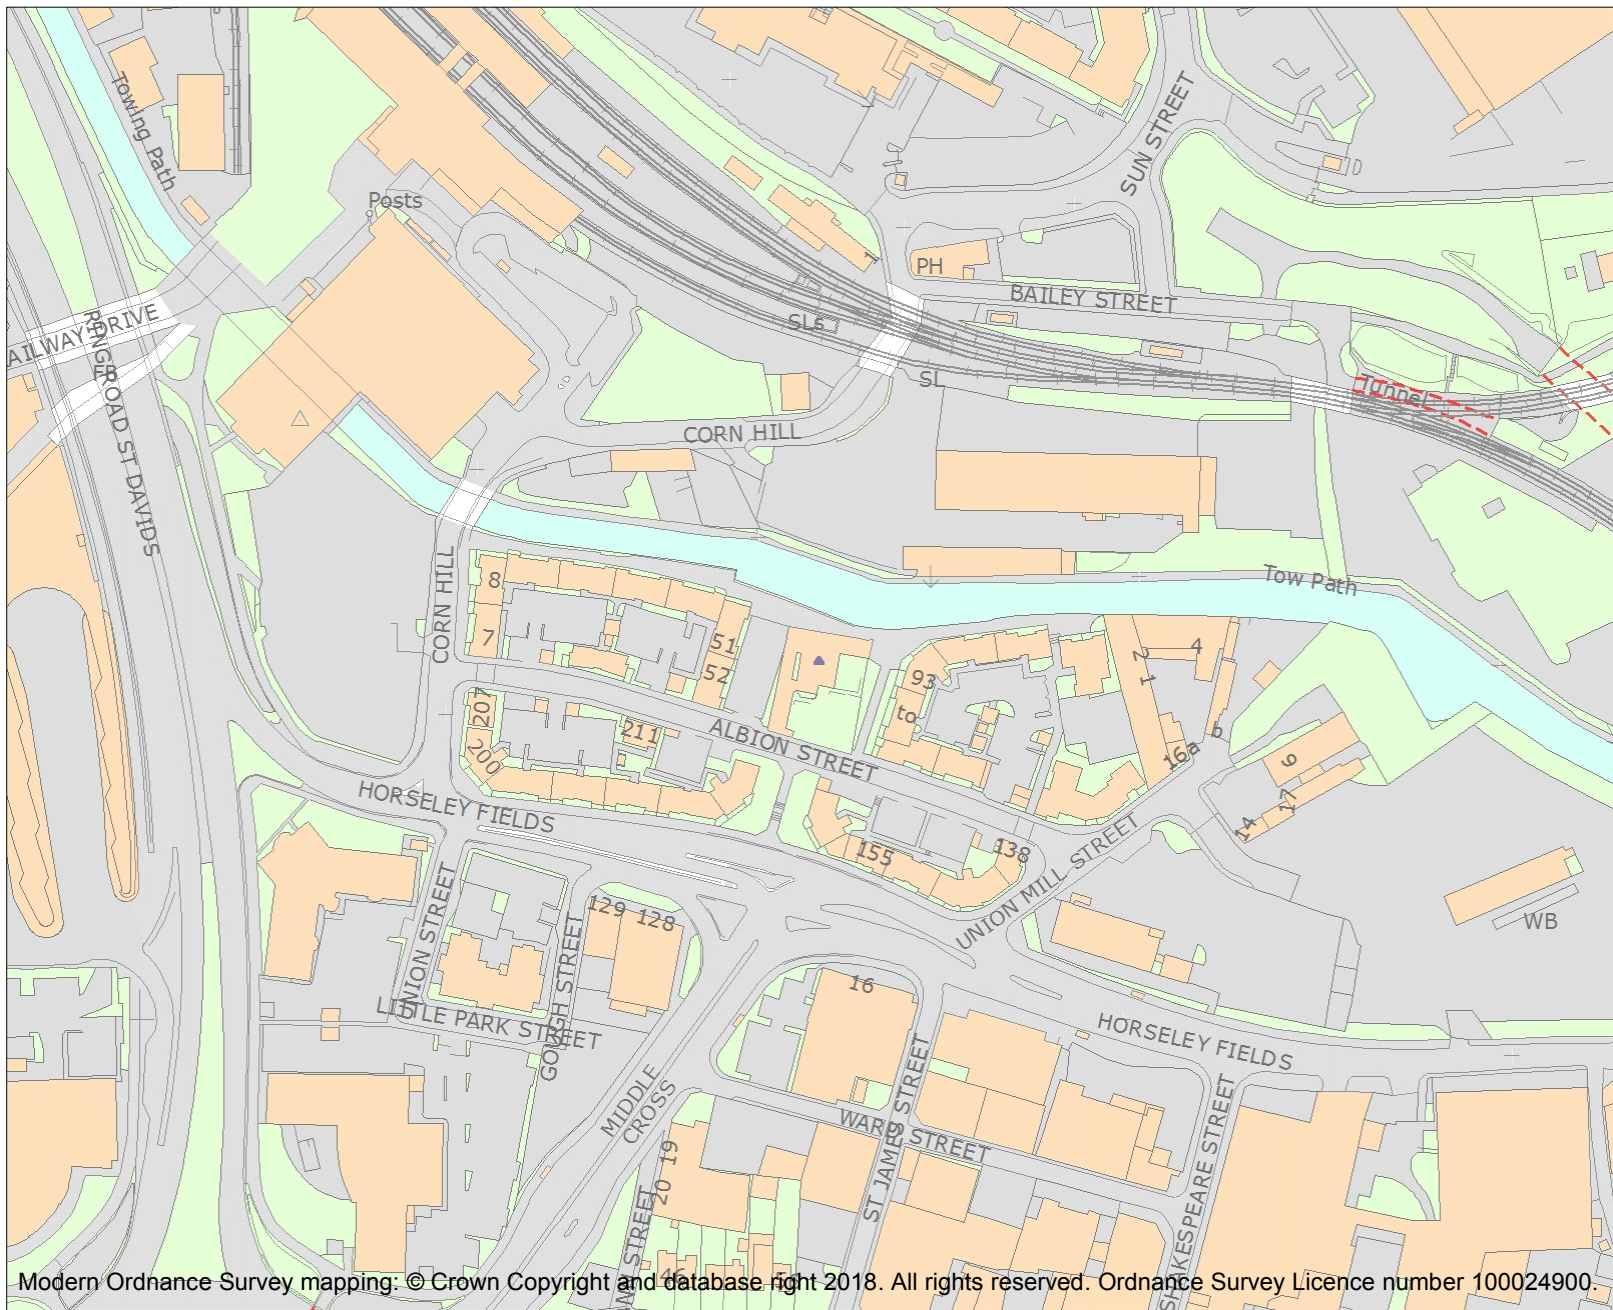 Towing Path
SUN STREET
Posts
1
PH
BAILEY STREET
AILWAY DRIVE
SLs
FB
RING ROAD ST DAVIDS
SL
Tunnel
CORN HILL
Tow Path
8
CORN HILL
7
51
52
93
to
2
1
4
207
200
211
ALBION STREET
16a
b
9
17
14
HORSELEY FIELDS
155
138
UNION MILL STREET
UNION STREET
129
128
WB
GOUGH STREET
LITTLE PARK STREET
16
HORSELEY FIELDS
MIDDLE
CROSS
WARD STREET
ST JAMES STREET
SHAKESPEARE STREET
19
20
N STREET
46
Modern Ordnance Survey mapping: © Crown Copyright and database right 2018. All rights reserved. Ordnance Survey Licence number 100024900.